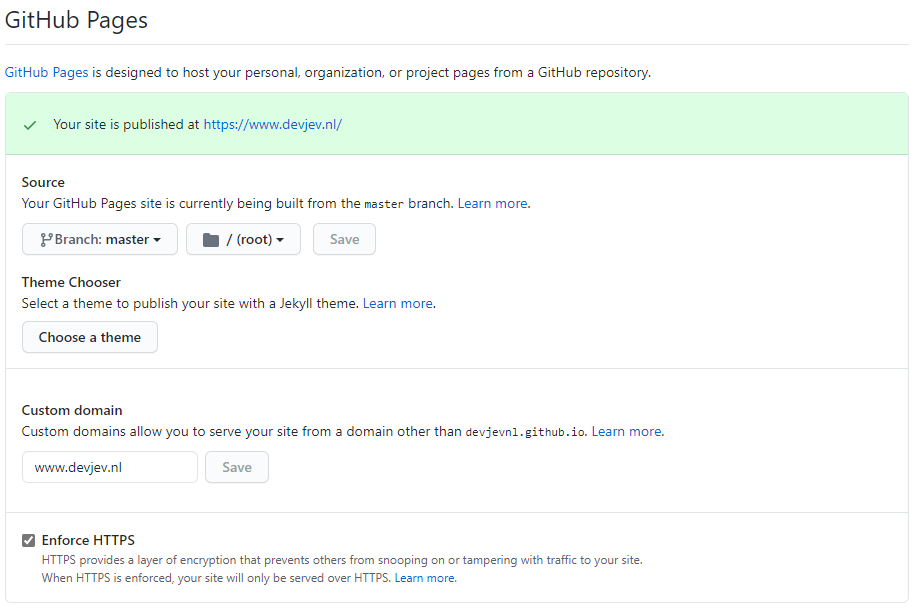 GitHub Pages
GitHub Pages is designed to host your personal, organization, or project pages from a GitHub repository.
Your site is published at https://www.devjev.nl/
Source
Your GitHub Pages site is currently being built from the master branch. Learn more.
Branch: master
/ (root)
Save
Theme Chooser
Select a theme to publish your site with a Jekyll theme. Learn more.
Choose a theme
Custom domain
Custom domains allow you to serve your site from a domain other than devjevnl.github.io. Learn more.
www.devjev.nl
Save
Enforce HTTPS
HTTPS provides a layer of encryption that prevents others from snooping on or tampering with traffic to your site.
When HTTPS is enforced, your site will only be served over HTTPS. Learn more.